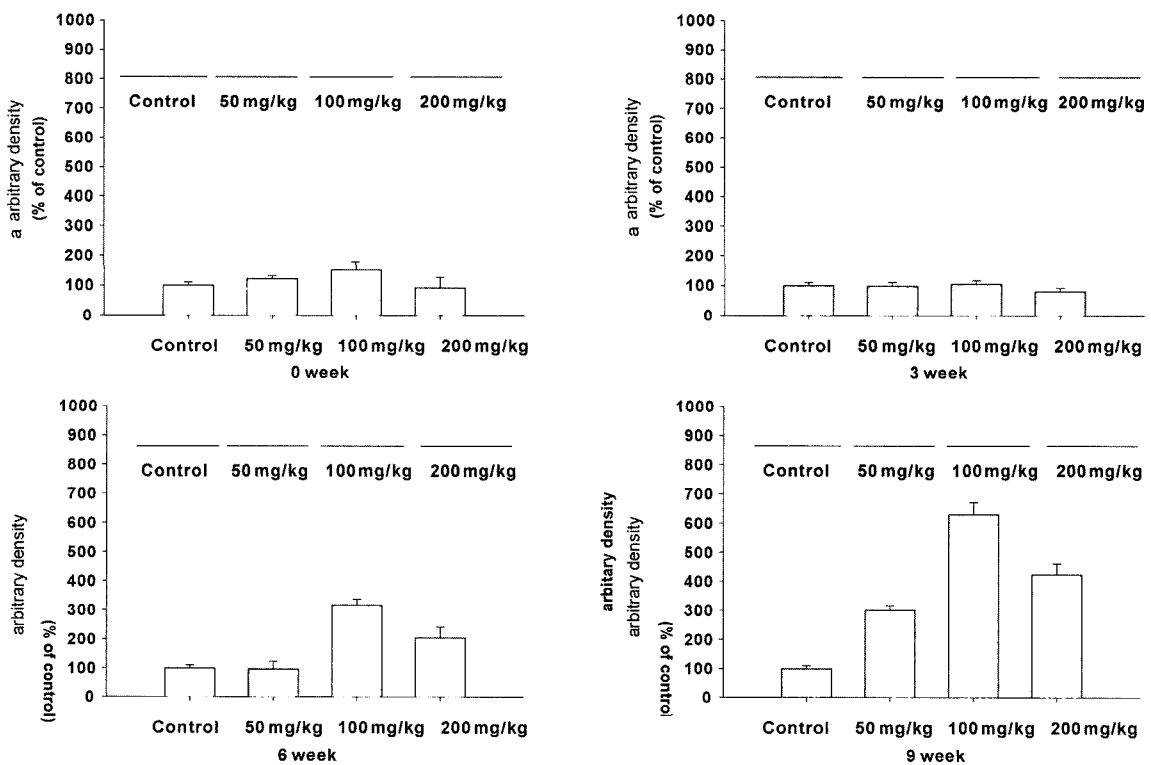 1000
900
800
700
600
500
400
300
200
100
0
a arbitrary density
(% of control)
Control 50 mg/kg 100 mg/kg 200 mg/kg
Control 50 mg/kg 100 mg/kg 200 mg/kg
0 week
1000
900
800
700
600
500
400
300
200
100
0
a arbitrary density
(% of control)
Control 50 mg/kg 100 mg/kg 200 mg/kg
Control 50 mg/kg 100 mg/kg 200 mg/kg
3 week
1000
900
800
700
600
500
400
300
200
100
0
arbitrary density
(% of control)
Control 50 mg/kg 100 mg/kg 200 mg/kg
Control 50 mg/kg 100 mg/kg 200 mg/kg
6 week
1000
900
800
700
600
500
400
300
200
100
0
arbitary density
arbitrary density
(% of control
Control 50 mg/kg 100 mg/kg 200 mg/kg
Control 50 mg/kg 100 mg/kg 200 mg/kg
9 week